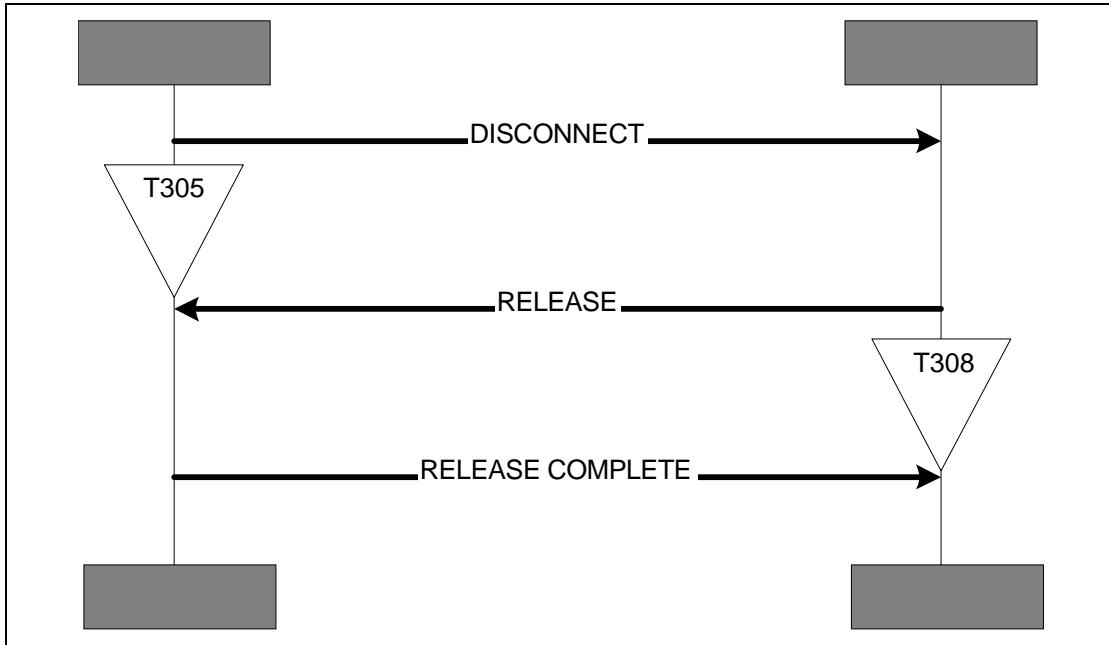 DISCONNECT
T305
RELEASE
T308
RELEASE COMPLETE